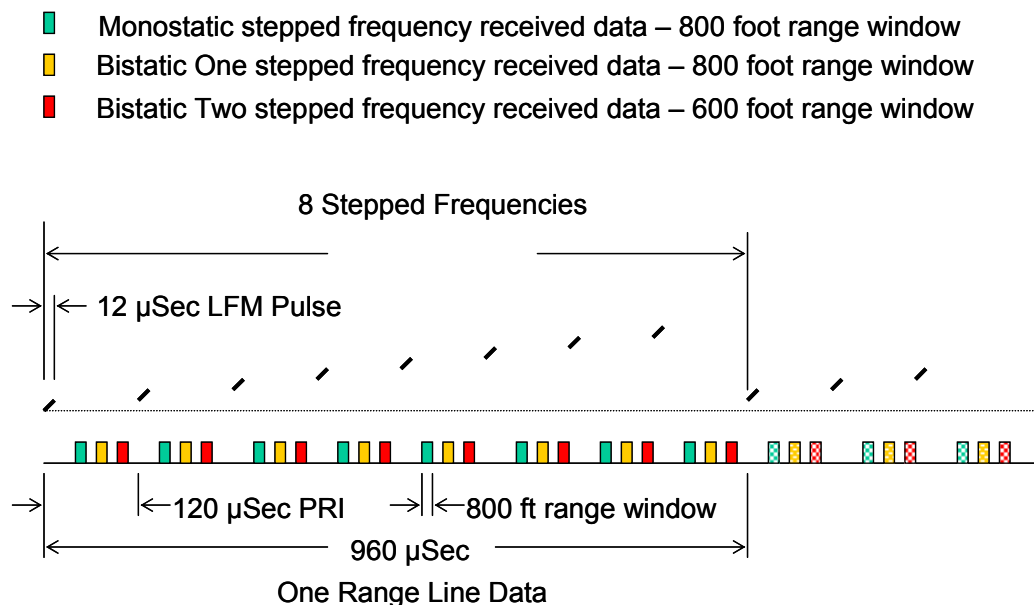 Monostatic stepped frequency received data – 800 foot range window
Bistatic One stepped frequency received data – 800 foot range window
Bistatic Two stepped frequency received data – 600 foot range window
8 Stepped Frequencies
12 µSec LFM Pulse
120 µSec PRI
800 ft range window
960 µSec
One Range Line Data